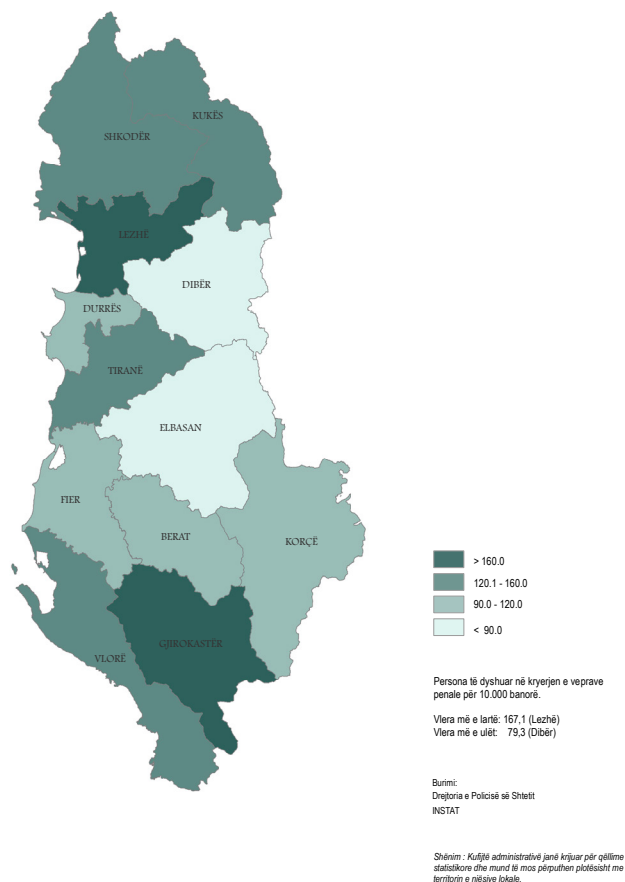 KUKËS
SHKODËR
LEZHË
DIBËR
DURRËS
TIRANË
ELBASAN
FIER
BERAT
KORÇË
GJIROKASTËR
VLORË
> 160.0
120.1 - 160.0
90.0 - 120.0
< 90.0
Persona të dyshuar në kryerjen e veprave
penale për 10.000 banorë.
Vlera më e lartë: 167,1 (Lezhë)
Vlera më e ulët: 79,3 (Dibër)
Burimi:
Drejtoria e Policisë së Shtetit
INSTAT
Shënim : Kufijtë administrativë janë krijuar për qëllime
statistikore dhe mund të mos përputhen plotësisht me
territorin e njësive lokale.